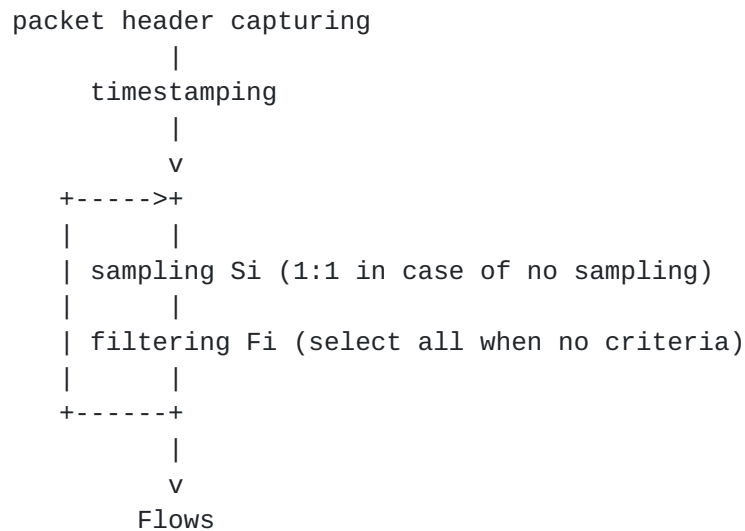 packet header capturing
|
timestamping
|
v
+----->+
|      |
| sampling Si (1:1 in case of no sampling)
|      |
| filtering Fi (select all when no criteria)
|      |
+------+
|
v
Flows